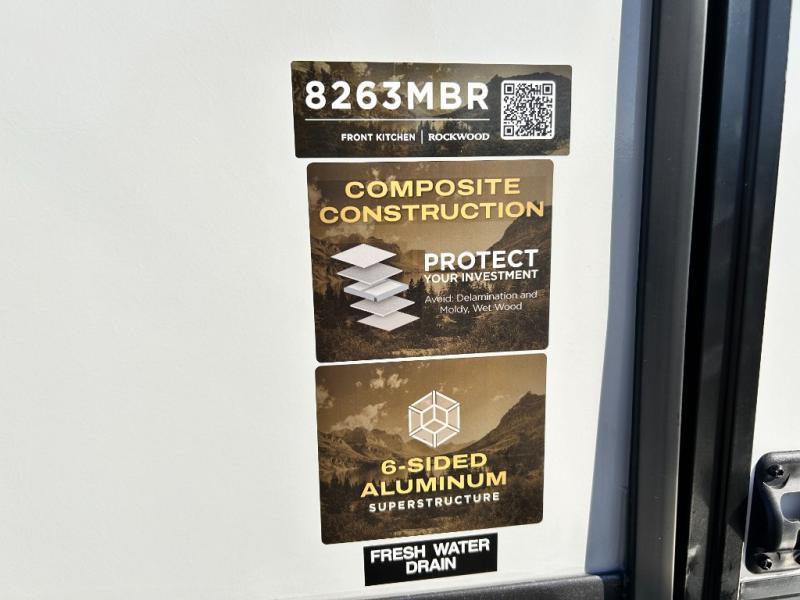 8263MBR
FRONT KITCHEN | ROCKWOOD
COMPOSITE
CONSTRUCTION
PROTECT
YOUR INVESTMENT
Avoid: Delamination and
Moldy, Wet Wood
6-SIDED
ALUMINUM
SUPERSTRUCTURE
FRESH WATER
DRAIN